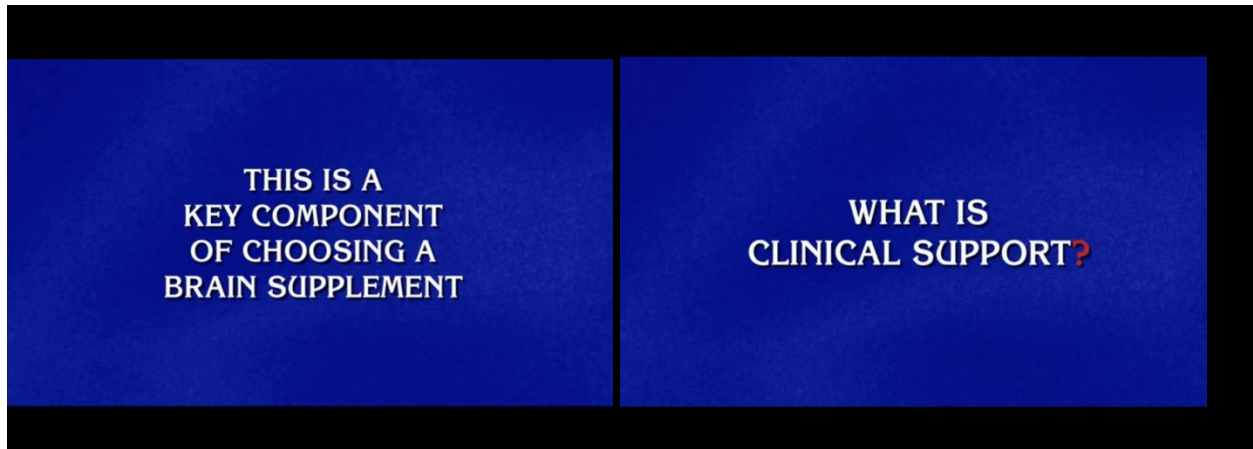 THIS IS A
KEY COMPONENT
OF CHOOSING A
BRAIN SUPPLEMENT
WHAT IS
CLINICAL SUPPORT?